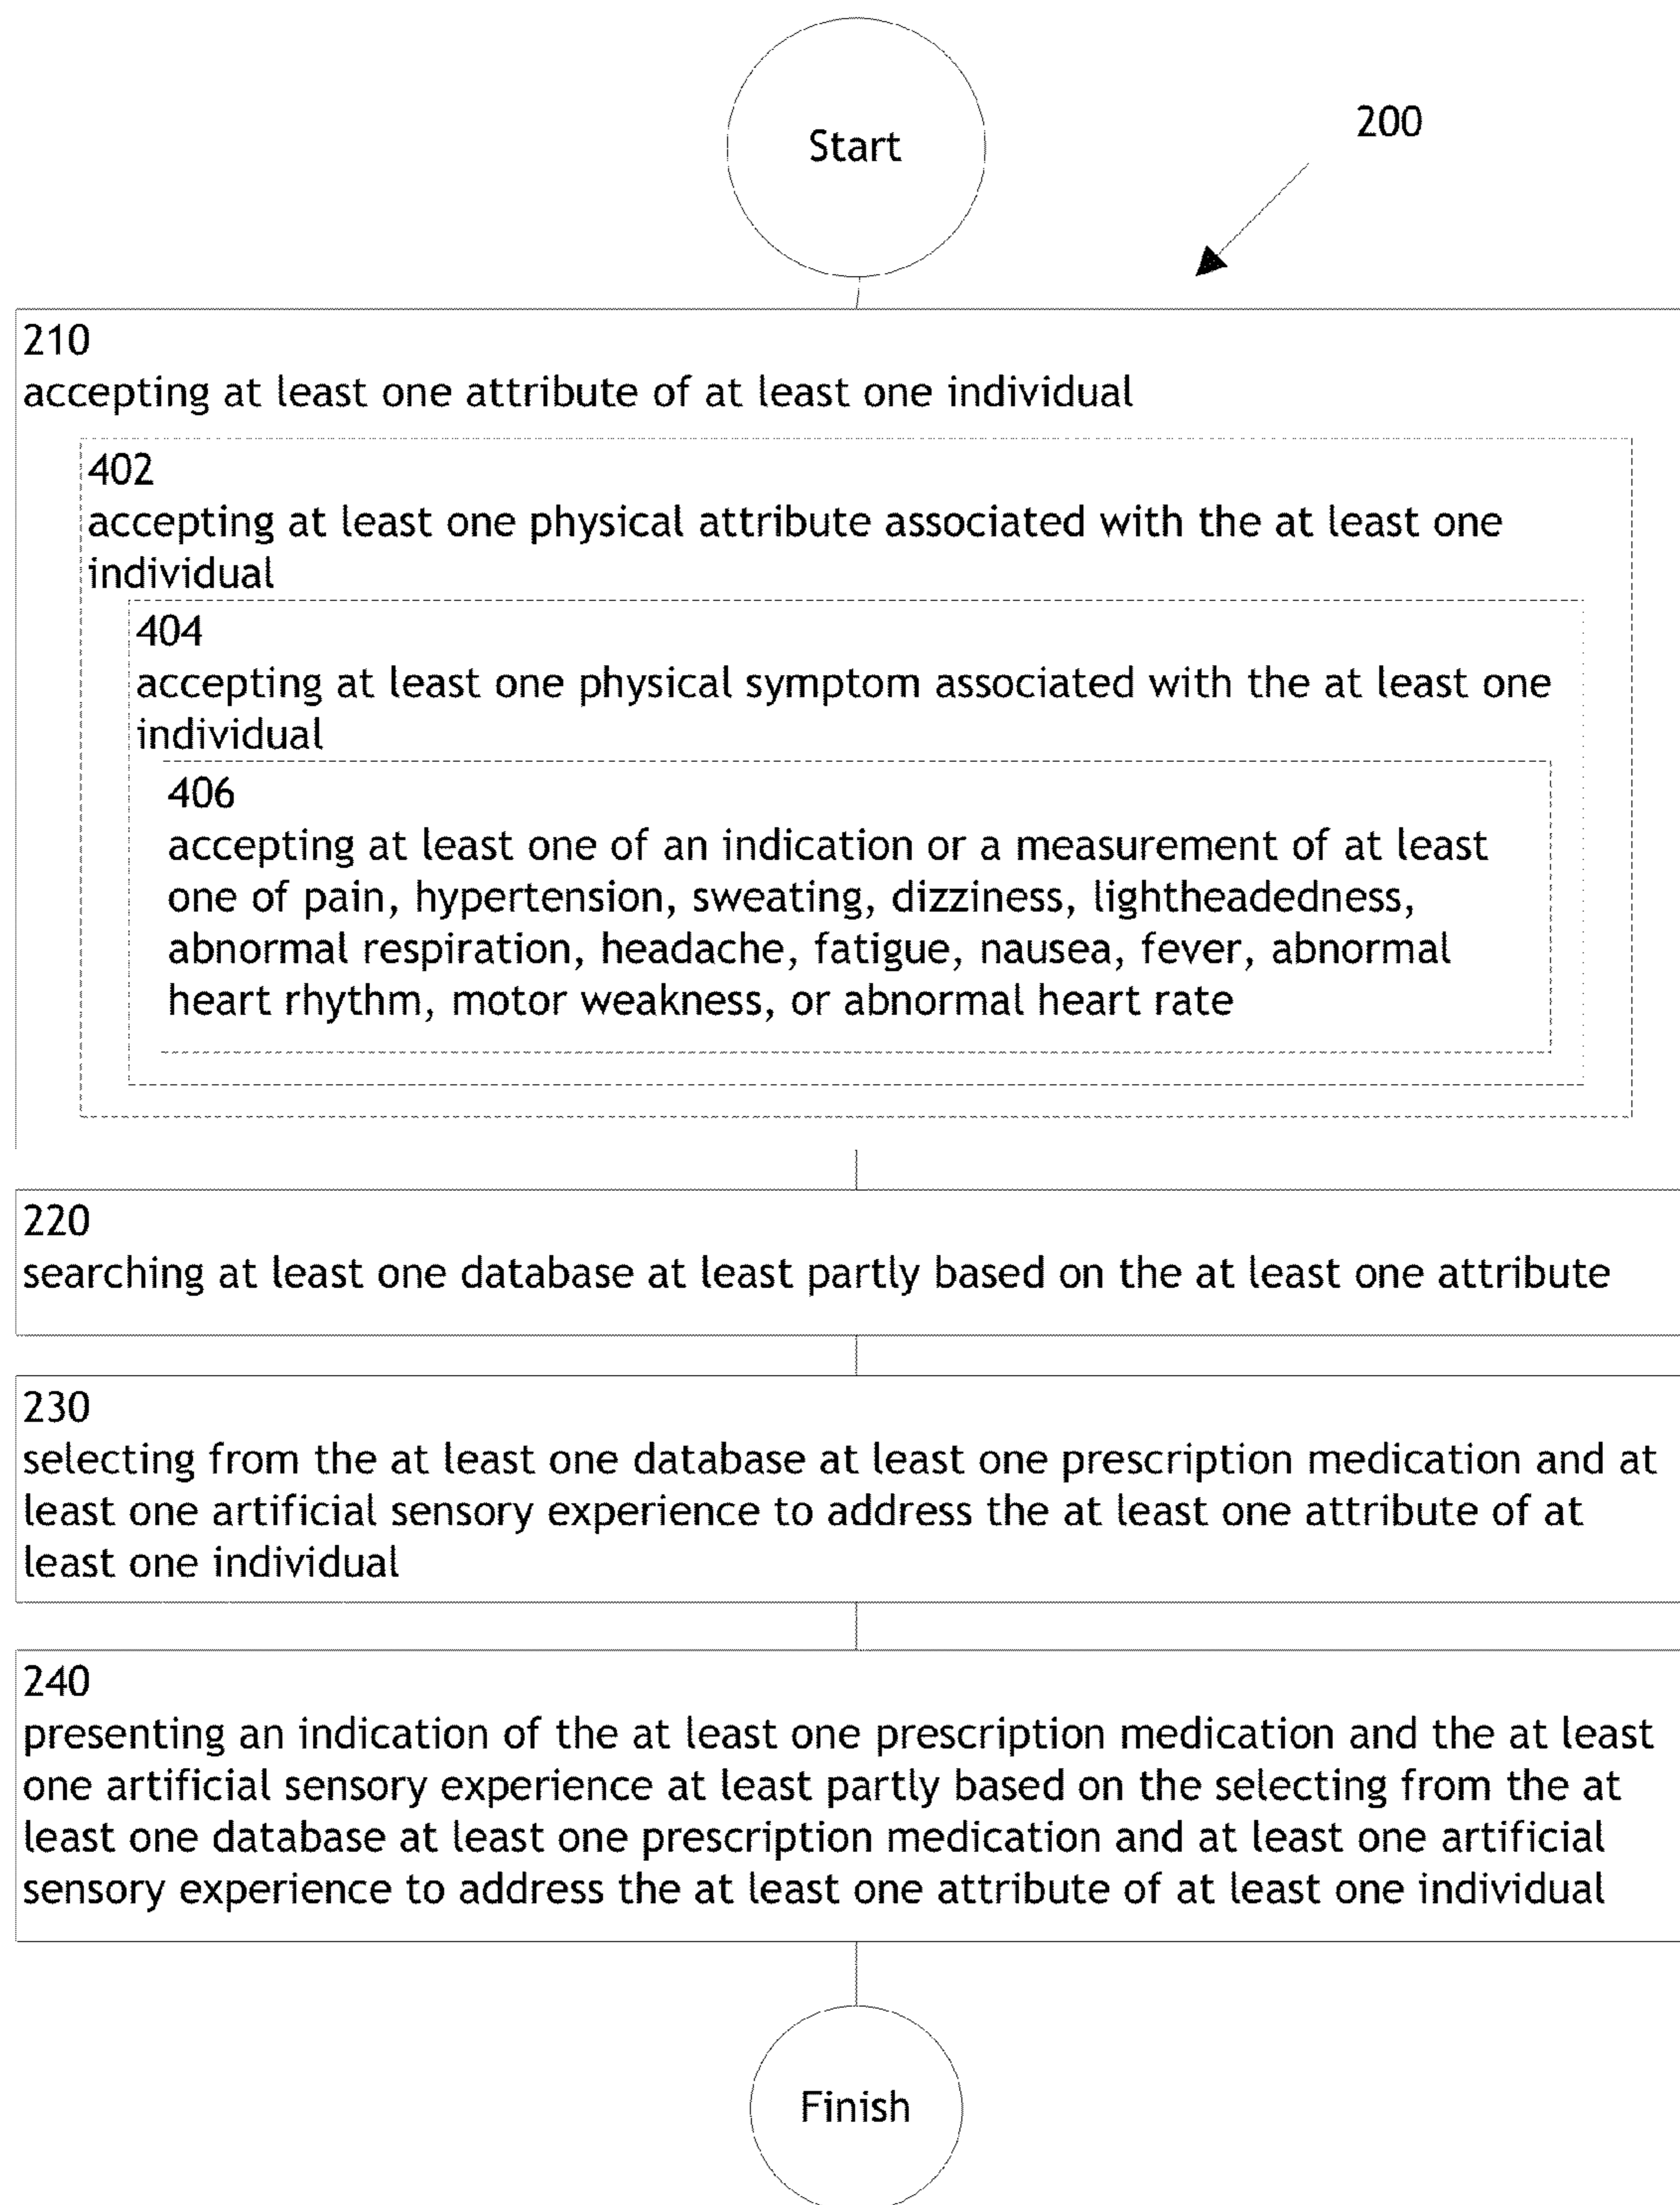 Start
200
210
accepting at least one attribute of at least one individual
402
accepting at least one physical attribute associated with the at least one
individual
404
accepting at least one physical symptom associated with the at least one
individual
406
accepting at least one of an indication or a measurement of at least
one of pain, hypertension, sweating, dizziness, lightheadedness,
abnormal respiration, headache, fatigue, nausea, fever, abnormal
heart rhythm, motor weakness, or abnormal heart rate
220
searching at least one database at least partly based on the at least one attribute
230
selecting from the at least one database at least one prescription medication and at
least one artificial sensory experience to address the at least one attribute of at
least one individual
240
presenting an indication of the at least one prescription medication and the at least
one artificial sensory experience at least partly based on the selecting from the at
least one database at least one prescription medication and at least one artificial
sensory experience to address the at least one attribute of at least one individual
Finish